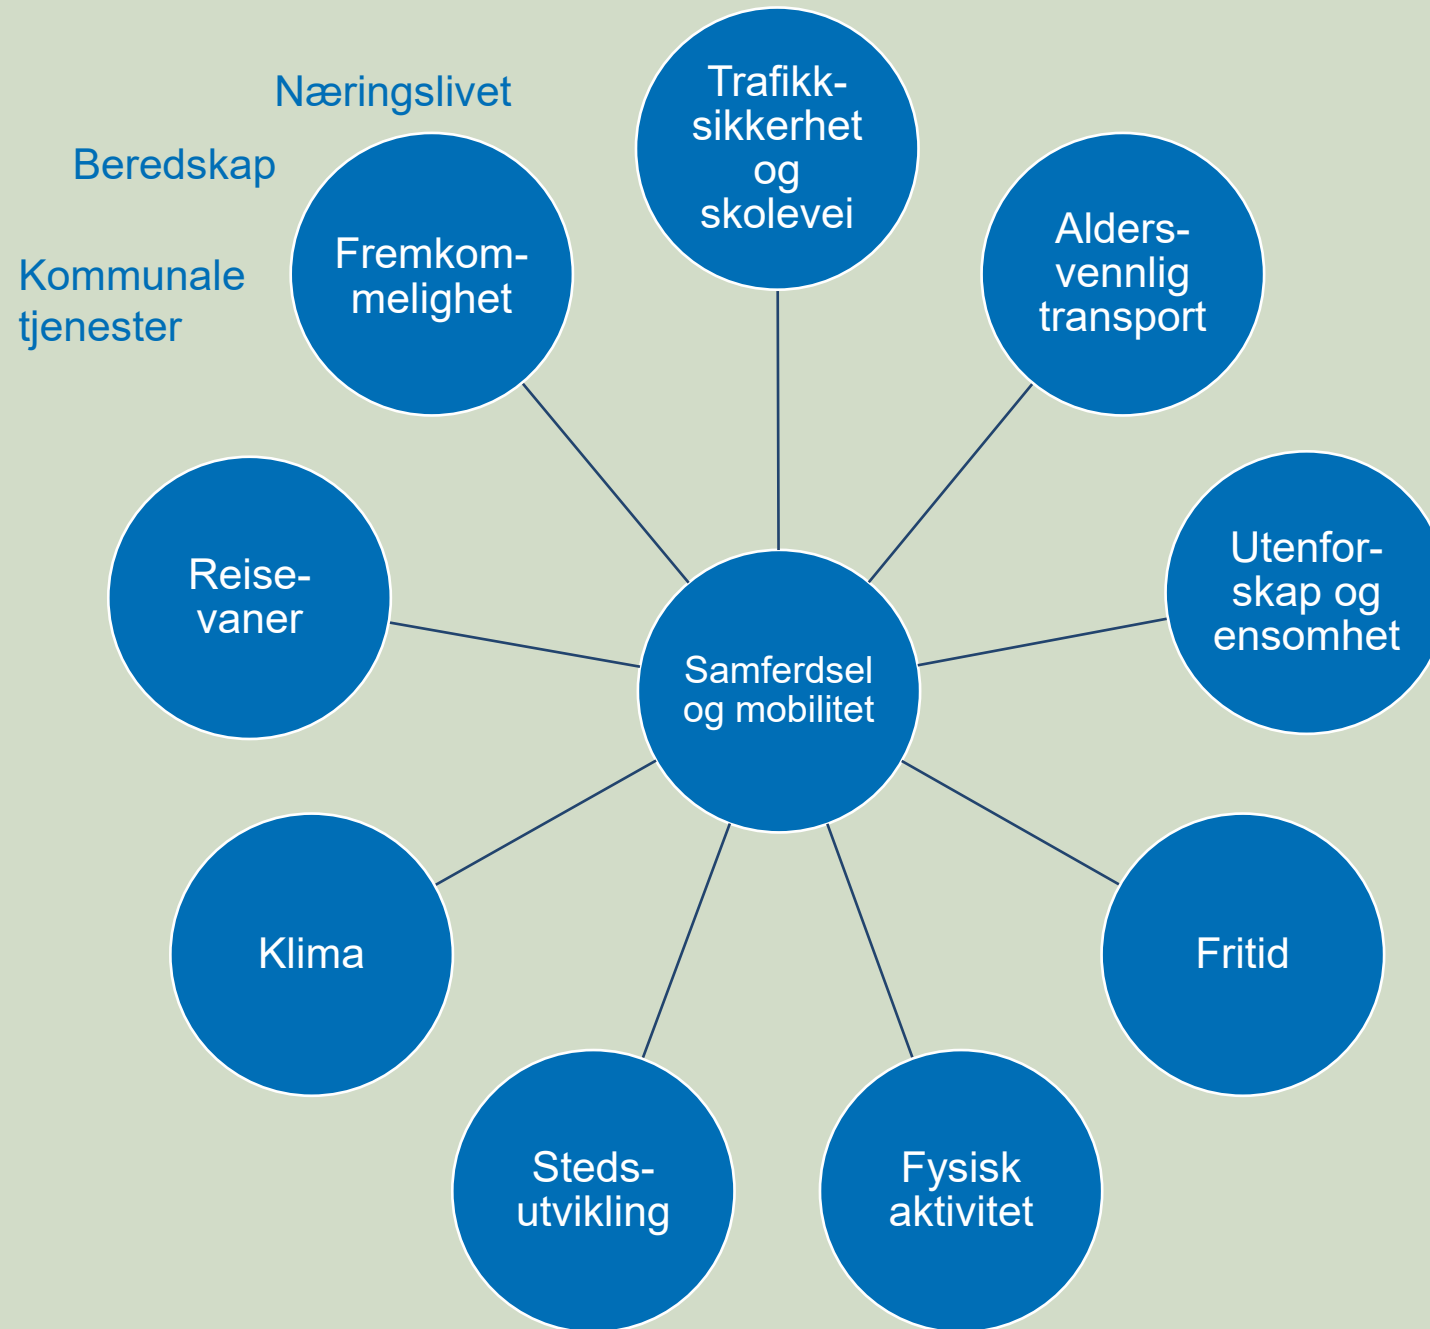 Næringslivet
Beredskap
Kommunale
tjenester
Fremkom-
melighet
Trafikk-
sikkerhet
og
skolevei
Alders-
vennlig
transport
Utenfor-
skap og
ensomhet
Reise-
vaner
Samferdsel
og mobilitet
Klima
Fritid
Steds-
utvikling
Fysisk
aktivitet